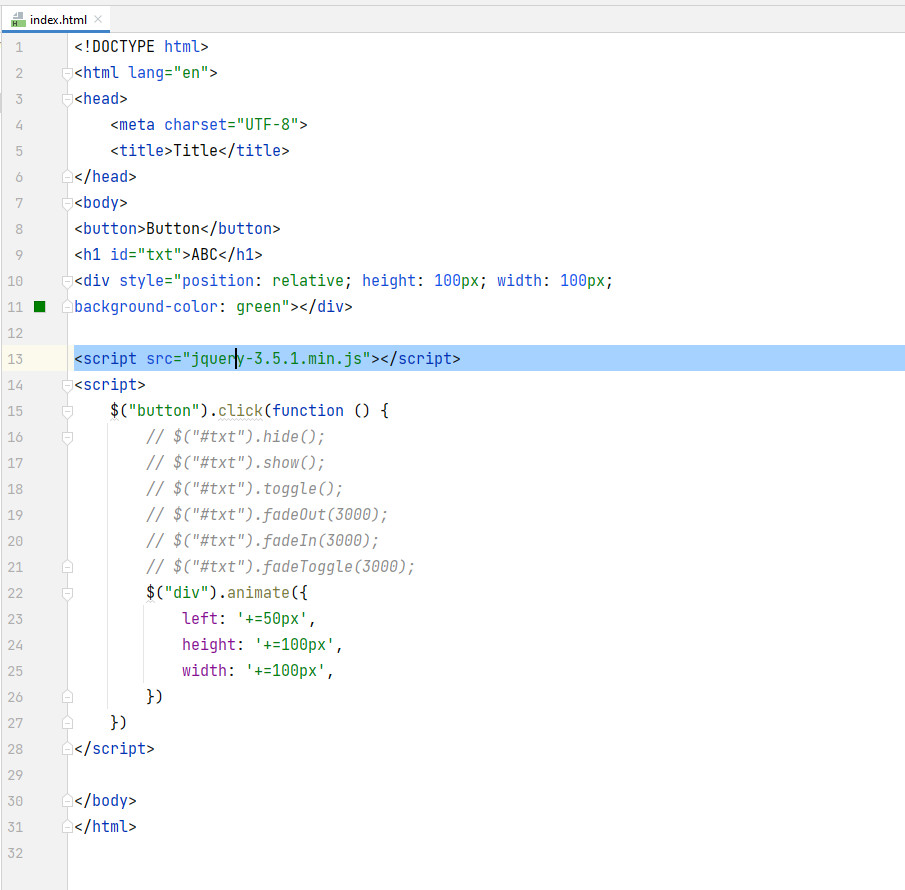 index.html
1 <!DOCTYPE html>
2 <html lang="en">
3 <head>
4     <meta charset="UTF-8">
5     <title>Title</title>
6 </head>
7 <body>
8 <button>Button</button>
9 <h1 id="txt">ABC</h1>
10 <div style="position: relative; height: 100px; width: 100px;
11 background-color: green"></div>
12
13 <script src="jquery-3.5.1.min.js"></script>
14 <script>
15     $("button").click(function () {
16         // $("#txt").hide();
17         // $("#txt").show();
18         // $("#txt").toggle();
19         // $("#txt").fadeOut(3000);
20         // $("#txt").fadeIn(3000);
21         // $("#txt").fadeToggle(3000);
22         $("div").animate({
23             left: '+=50px',
24             height: '+=100px',
25             width: '+=100px',
26         })
27     })
28 </script>
29
30 </body>
31 </html>
32